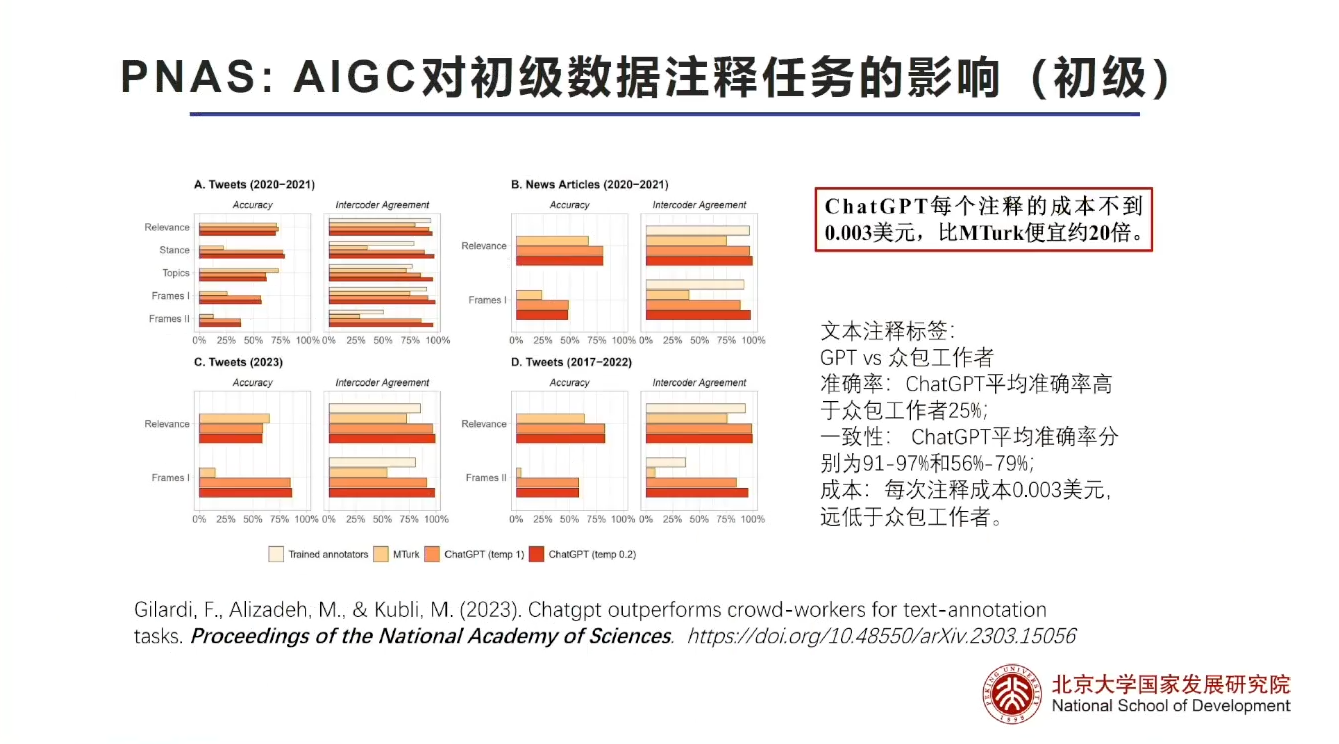 PNAS: AIGC对初级数据注释任务的影响（初级）
A. Tweets (2020−2021)
Accuracy
Intercoder Agreement
Relevance
Stance
Topics
Frames I
Frames II
0% 25% 50% 75% 100%
0% 25% 50% 75% 100%
B. News Articles (2020−2021)
Accuracy
Intercoder Agreement
Relevance
Frames I
0% 25% 50% 75% 100%
0% 25% 50% 75% 100%
C. Tweets (2023)
Accuracy
Intercoder Agreement
Relevance
Frames I
0% 25% 50% 75% 100%
0% 25% 50% 75% 100%
D. Tweets (2017−2022)
Accuracy
Intercoder Agreement
Relevance
Frames II
0% 25% 50% 75% 100%
0% 25% 50% 75% 100%
Trained annotators MTurk ChatGPT (temp 1) ChatGPT (temp 0.2)
ChatGPT每个注释的成本不到
0.003美元，比MTurk便宜约20倍。
文本注释标签：
GPT vs 众包工作者
准确率：ChatGPT平均准确率高
于众包工作者25%；
一致性： ChatGPT平均准确率分
别为91-97%和56%-79%；
成本：每次注释成本0.003美元，
远低于众包工作者。
Gilardi, F., Alizadeh, M., & Kubli, M. (2023). Chatgpt outperforms crowd-workers for text-annotation
tasks. Proceedings of the National Academy of Sciences. https://doi.org/10.48550/arXiv.2303.15056
PEKING UNIVERSITY
1898
北京大学国家发展研究院
National School of Development